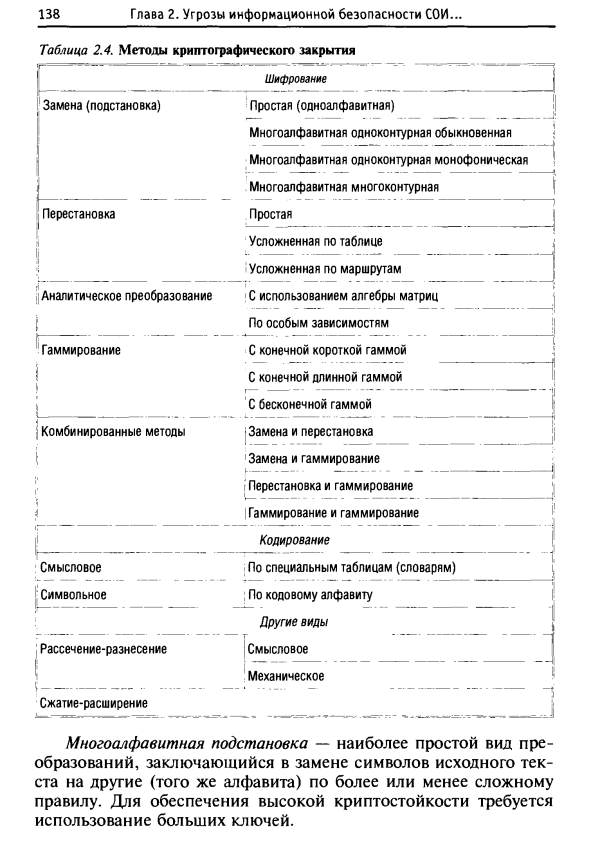 138 Глава 2. Угрозы информационной безопасности СОИ...
Таблица 2.4. Методы криптографического закрытия
Шифрование
Замена (подстановка) Простая (одноалфавитная)
Многоалфавитная одноконтурная обыкновенная
Многоалфавитная одноконтурная монофоническая
Многоалфавитная многоконтурная
Перестановка Простая
Усложненная по таблице
Усложненная по маршрутам
Аналитическое преобразование С использованием алгебры матриц
По особым зависимостям
Гаммирование С конечной короткой гаммой
С конечной длинной гаммой
С бесконечной гаммой
Комбинированные методы Замена и перестановка
Замена и гаммирование
Перестановка и гаммирование
Гаммирование и гаммирование
Кодирование
Смысловое По специальным таблицам (словарям)
Символьное По кодовому алфавиту
Другие виды
Рассечение-разнесение Смысловое
Механическое
Сжатие-расширение
Многоалфавитная подстановка — наиболее простой вид пре-
образований, заключающийся в замене символов исходного тек-
ста на другие (того же алфавита) по более или менее сложному
правилу. Для обеспечения высокой криптостойкости требуется
использование больших ключей.